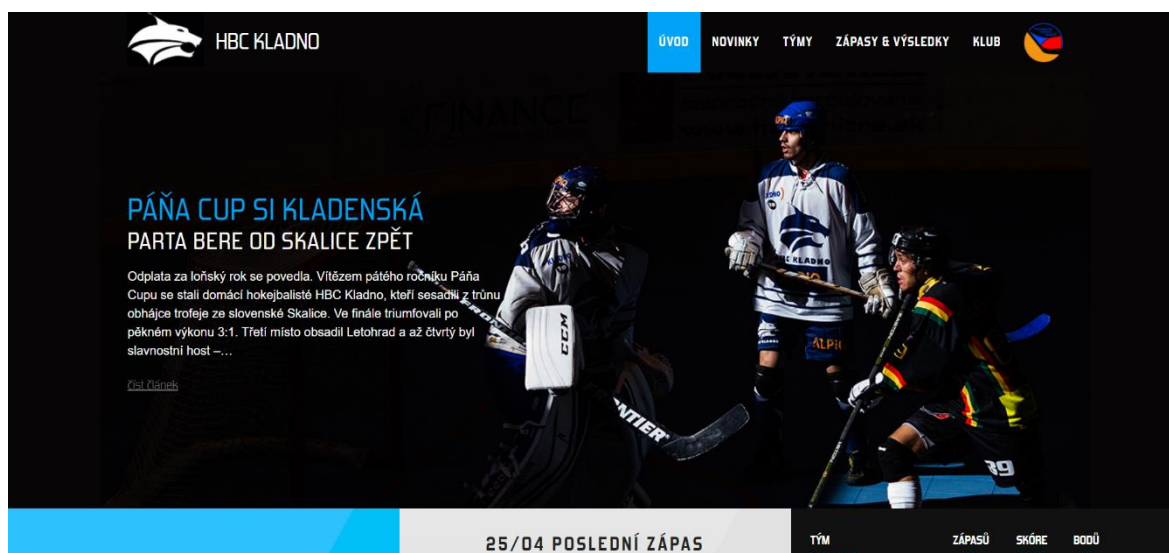 HBC KLADNO
ÚVOD NOVINKY TÝMY ZÁPASY & VÝSLEDKY KLUB
FINANCE
PÁŇA CUP SI KLADENSKÁ
PARTA BERE OD SKALICE ZPĚT
Odplata za loňský rok se povedla. Vítězem pátého ročníku Páňa
Cupu se stali domácí hokejbalisté HBC Kladno, kteří sesadili z trůnu
obhájce trofeje ze slovenské Skalice. Ve finále triumfovali po
pěkném výkonu 3:1. Třetí místo obsadil Letohrad a až čtvrtý byl
slavnostní host –...
číst článek
HBC KLADNO
ALPIQ
CCM
FRONTIER
39
25/04 POSLEDNÍ ZÁPAS
TÝM ZÁPASŮ SKÓRE BODŮ